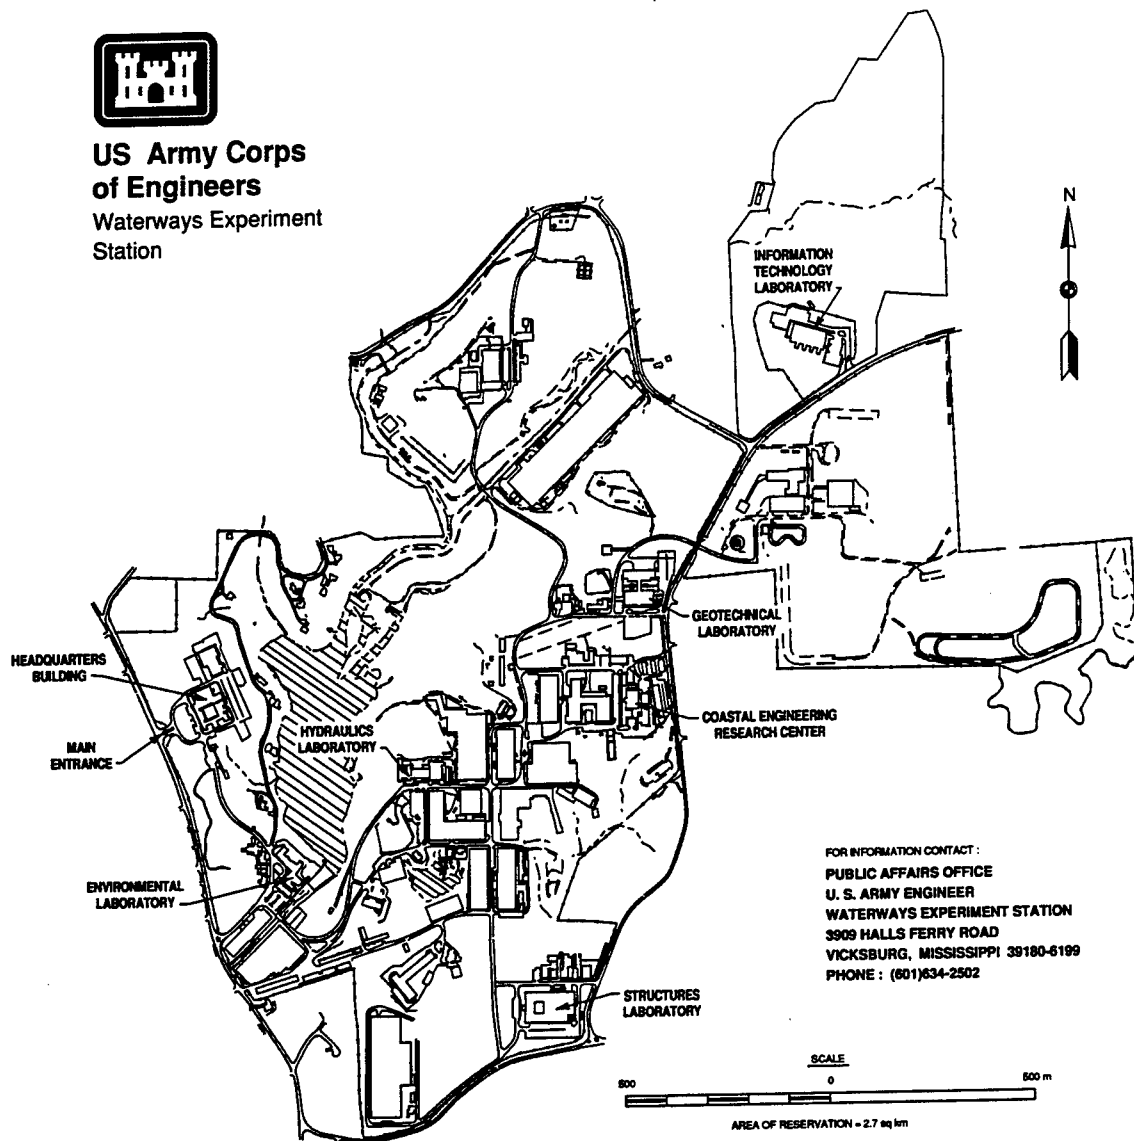 US Army Corps
of Engineers
Waterways Experiment
Station
N
INFORMATION
TECHNOLOGY
LABORATORY
GEOTECHNICAL
LABORATORY
HEADQUARTERS
BUILDING
MAIN
ENTRANCE
HYDRAULICS
LABORATORY
COASTAL ENGINEERING
RESEARCH CENTER
ENVIRONMENTAL
LABORATORY
STRUCTURES
LABORATORY
FOR INFORMATION CONTACT :
PUBLIC AFFAIRS OFFICE
U. S. ARMY ENGINEER
WATERWAYS EXPERIMENT STATION
3909 HALLS FERRY ROAD
VICKSBURG, MISSISSIPPI 39180-6199
PHONE : (601)634-2502
SCALE
500 0 500 m
AREA OF RESERVATION = 2.7 sq km